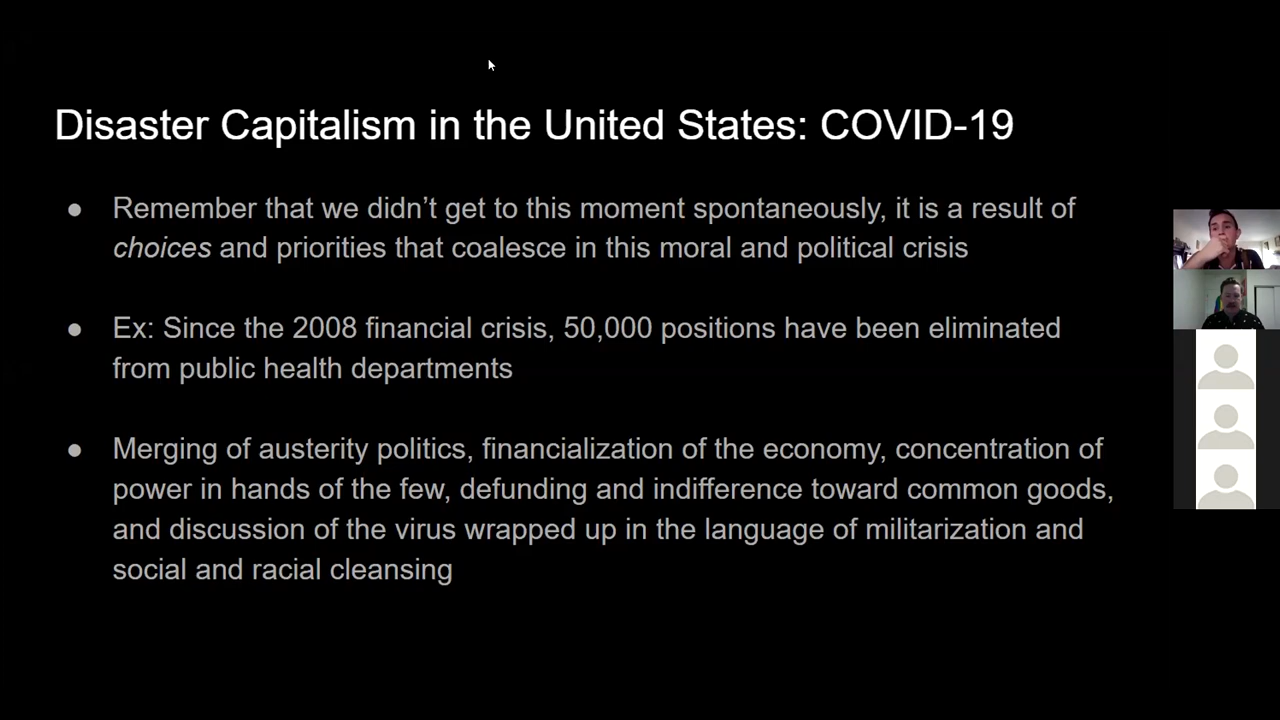 Disaster Capitalism in the United States: COVID-19
● Remember that we didn’t get to this moment spontaneously, it is a result of
choices and priorities that coalesce in this moral and political crisis
● Ex: Since the 2008 financial crisis, 50,000 positions have been eliminated
from public health departments
● Merging of austerity politics, financialization of the economy, concentration of
power in hands of the few, defunding and indifference toward common goods,
and discussion of the virus wrapped up in the language of militarization and
social and racial cleansing